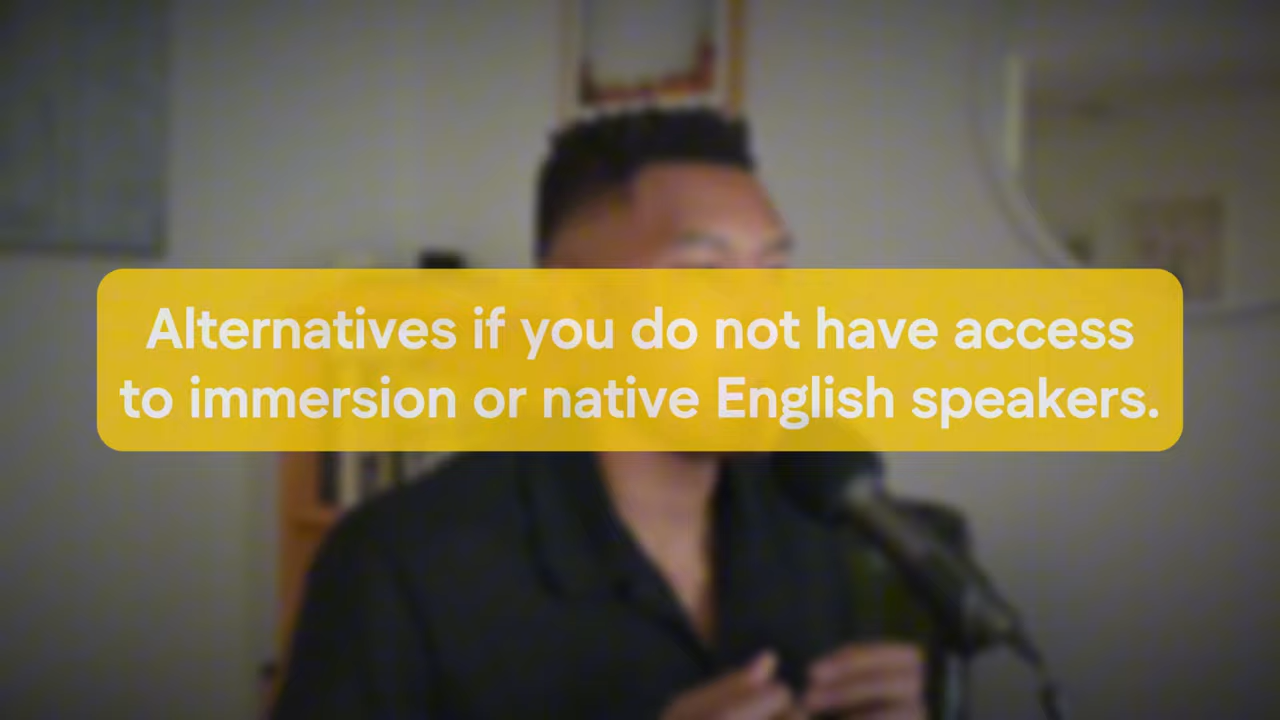 Alternatives if you do not have access
to immersion or native English speakers.